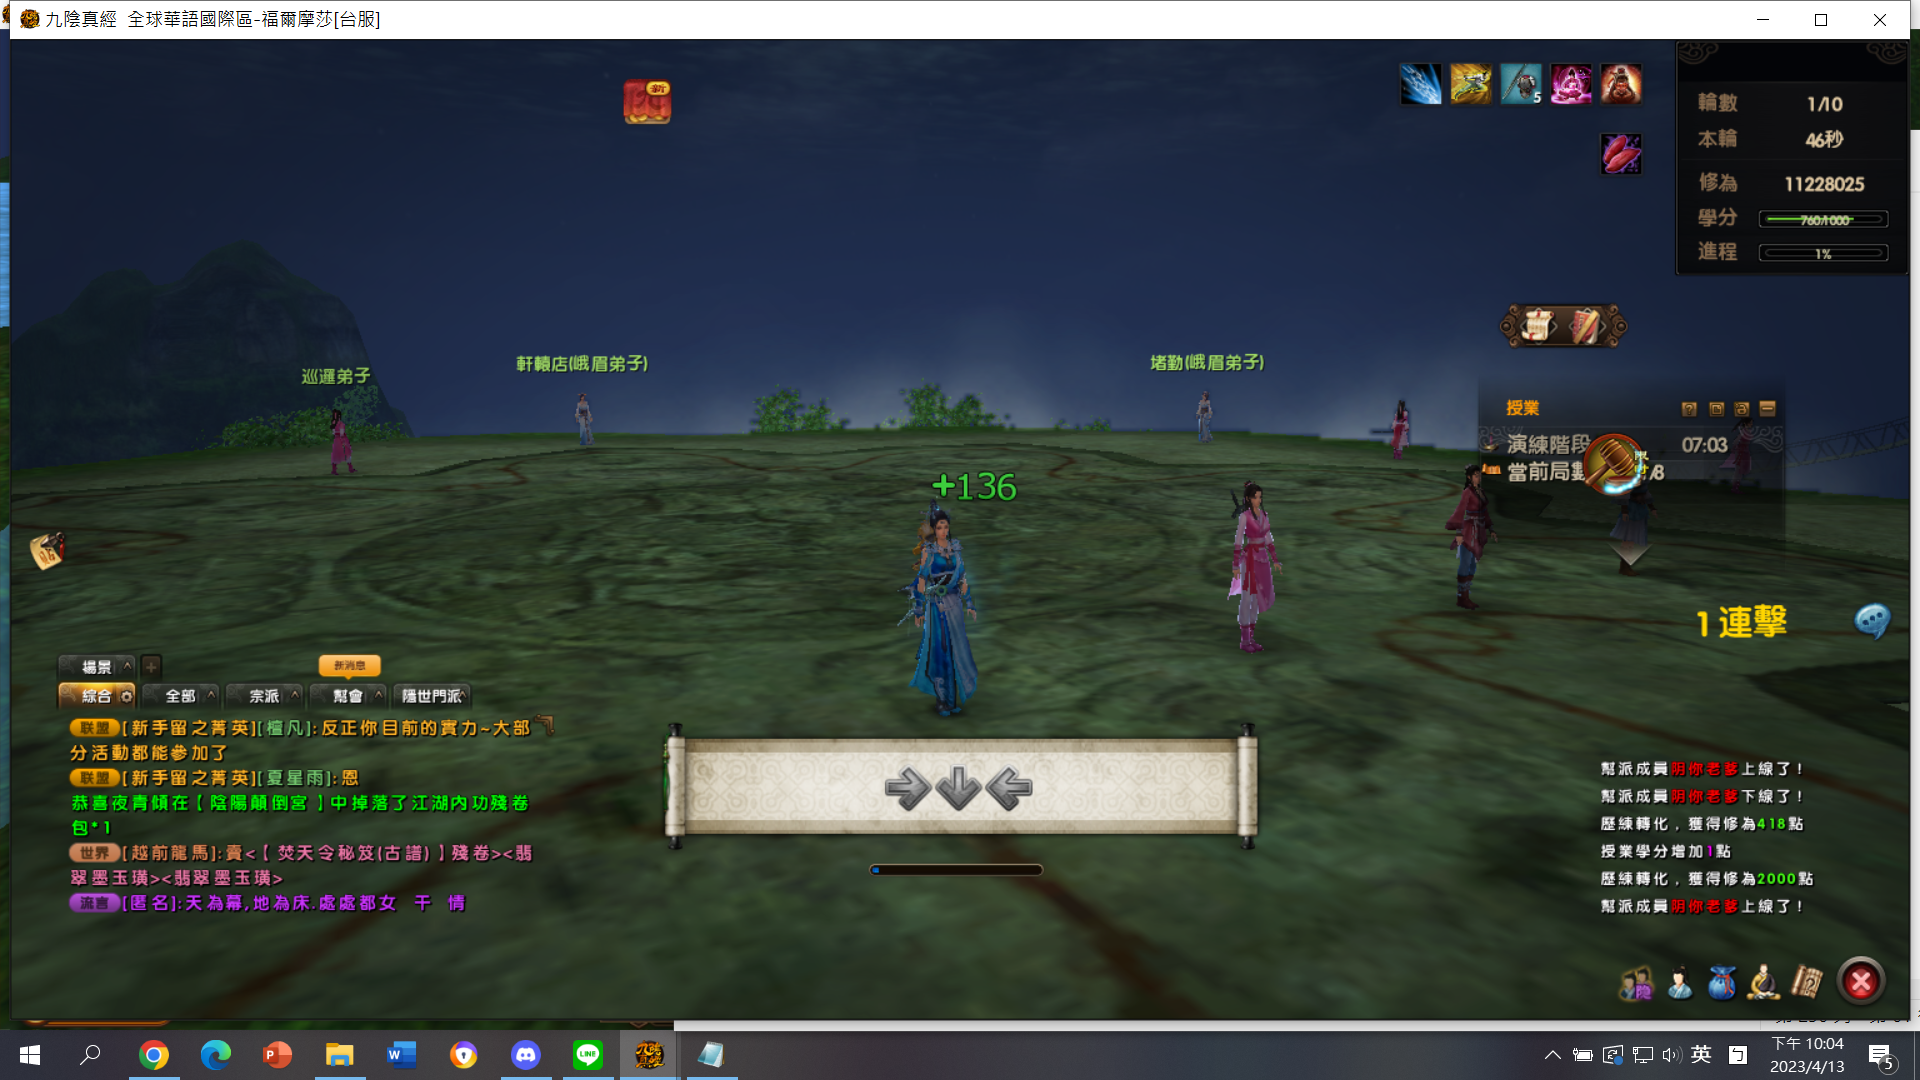 九陰真經 全球華語國際區-福爾摩莎[台服]
新
5
輪數 1/10
本輪 46秒
修為 11228025
學分 760/1000
進程 1%
巡邏弟子
軒轅店(峨眉弟子)
堵勤(峨眉弟子)
授業
演練階段 07:03
當前局數
/8
+136
1 連擊
場景
新消息
綜合
全部
宗派
幫會
隱世門派
联盟 [新手留之菁英][檀凡]:反正你目前的實力~大部
分活動都能參加了
联盟 [新手留之菁英][夏星雨]:恩
恭喜夜青傾在【陰陽顛倒宮】中掉落了江湖內功殘卷
包*1
世界 [越前龍馬]:賣<【焚天令秘笈(古譜)】殘卷><翡
翠墨玉璜><翡翠墨玉璜>
流言 [匿名]:天為幕,地為床.處處都女 干 情
幫派成員阴你老爹上線了！
幫派成員阴你老爹下線了！
歷練轉化，獲得修為418點
授業學分增加1點
歷練轉化，獲得修為2000點
幫派成員阴你老爹上線了！
LINE
英
下午 10:04
2023/4/13
5